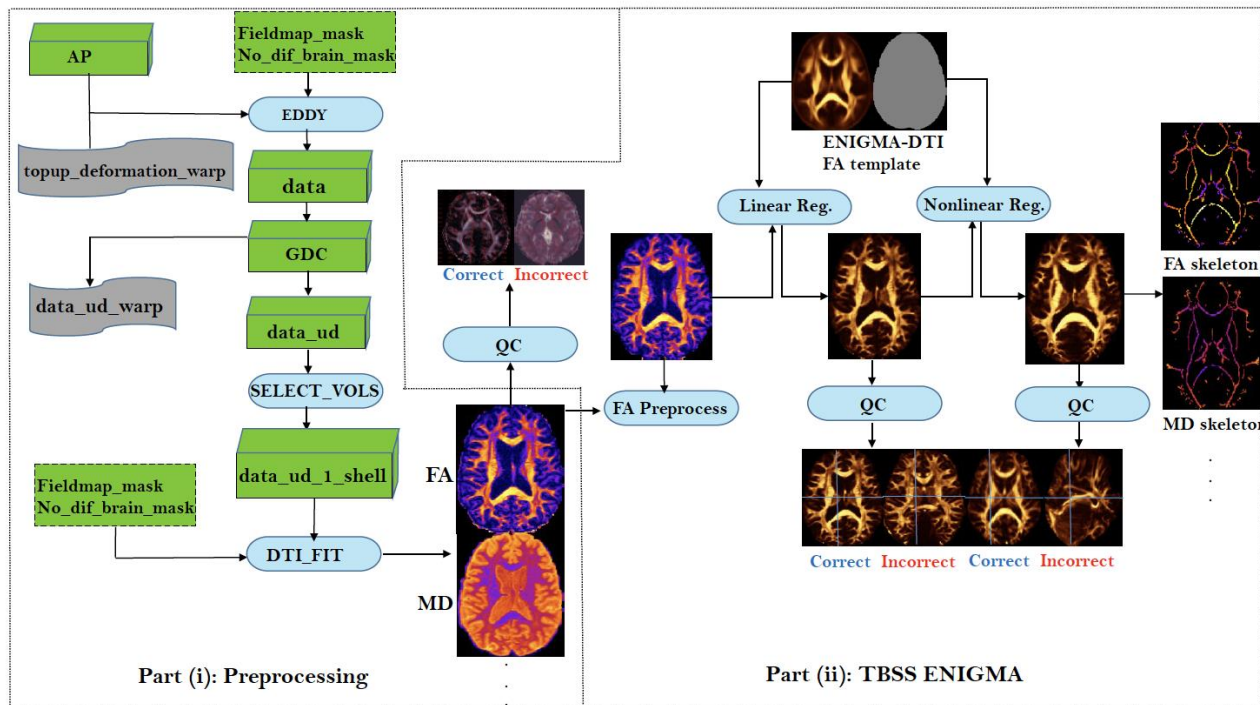 AP
Fieldmap_mask
No_dif_brain_mask
EDDY
topup_deformation_warp
data
GDC
data_ud_warp
data_ud
SELECT_VOLS
data_ud_1_shell
Fieldmap_mask
No_dif_brain_mask
DTI_FIT
FA
MD
Correct Incorrect
QC
Part (i): Preprocessing
ENIGMA-DTI
FA template
Linear Reg.
Nonlinear Reg.
FA Preprocess
QC
QC
Correct Incorrect Correct Incorrect
FA skeleton
MD skeleton
Part (ii): TBSS ENIGMA